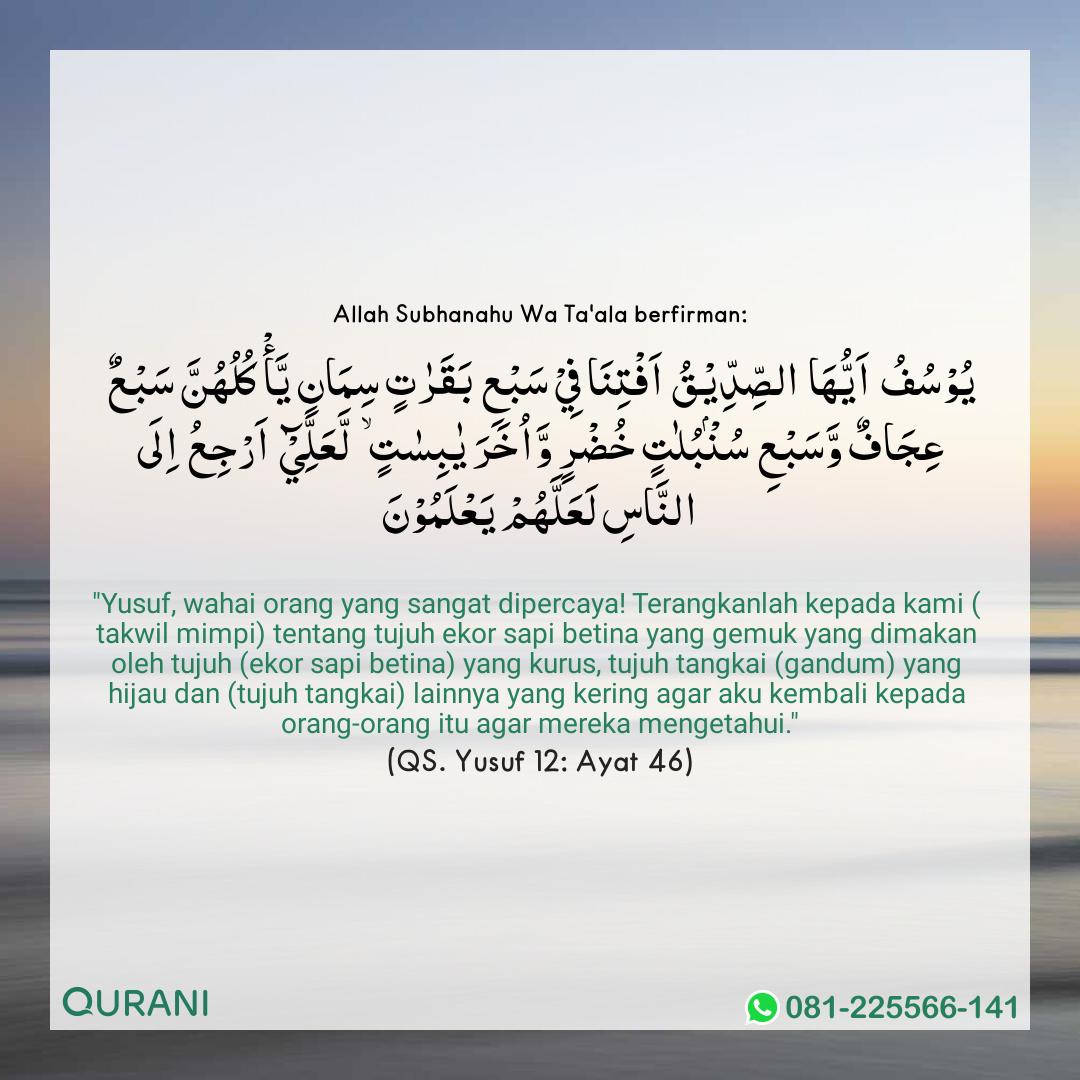 Allah Subhanahu Wa Ta'ala berfirman:
يُوْسُفُ اَيُّهَا الصِّدِّيْقُ اَفْتِنَا فِيْ سَبْعِ بَقَرٰتٍ سِمَانٍ يَّأْكُلُهُنَّ سَبْعٌ
عِجَافٌ وَّسَبْعِ سُنْۢبُلٰتٍ خُضْرٍ وَّاُخَرَ يٰبِسٰتٍۙ لَّعَلِّيْٓ اَرْجِعُ اِلَى
النَّاسِ لَعَلَّهُمْ يَعْلَمُوْنَ
"Yusuf, wahai orang yang sangat dipercaya! Terangkanlah kepada kami (
takwil mimpi) tentang tujuh ekor sapi betina yang gemuk yang dimakan
oleh tujuh (ekor sapi betina) yang kurus, tujuh tangkai (gandum) yang
hijau dan (tujuh tangkai) lainnya yang kering agar aku kembali kepada
orang-orang itu agar mereka mengetahui."
(QS. Yusuf 12: Ayat 46)
QURANI
081-225566-141